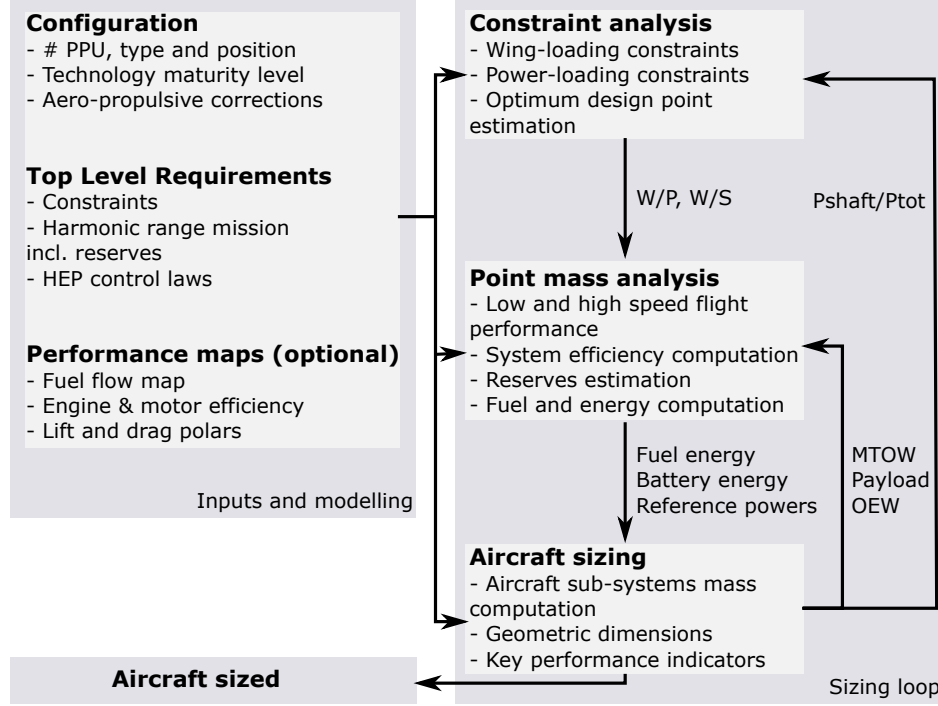 Configuration
- # PPU, type and position
- Technology maturity level
- Aero-propulsive corrections
Top Level Requirements
- Constraints
- Harmonic range mission
incl. reserves
- HEP control laws
Performance maps (optional)
- Fuel flow map
- Engine & motor efficiency
- Lift and drag polars
Inputs and modelling
Constraint analysis
- Wing-loading constraints
- Power-loading constraints
- Optimum design point
estimation
W/P, W/S
Pshaft/Ptot
Point mass analysis
- Low and high speed flight
performance
- System efficiency computation
- Reserves estimation
- Fuel and energy computation
Fuel energy
Battery energy
Reference powers
MTOW
Payload
OEW
Aircraft sizing
- Aircraft sub-systems mass
computation
- Geometric dimensions
- Key performance indicators
Sizing loop
Aircraft sized